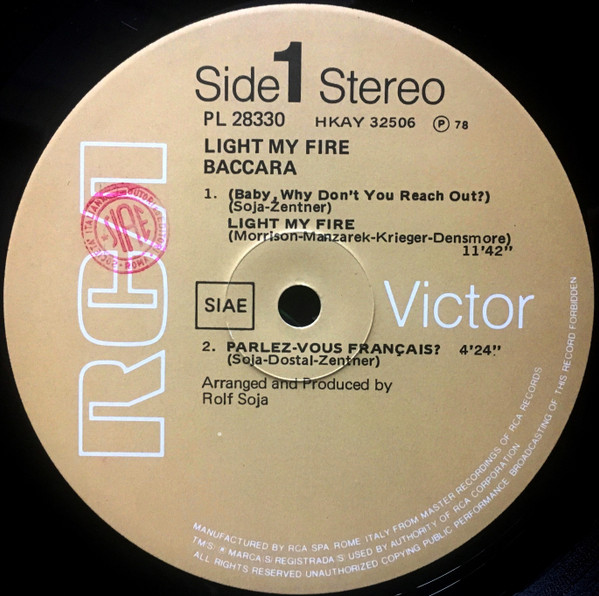 Side 1 Stereo
PL 28330 HKAY 32506 Ⓟ 78
LIGHT MY FIRE
BACCARA
1. (Baby, Why Don't You Reach Out?)
(Soja-Zentner)
LIGHT MY FIRE
(Morrison-Manzarek-Krieger-Densmore)
11'42"
RCA
SIAE
SIAE
Victor
2. PARLEZ-VOUS FRANÇAIS? 4'24"
(Soja-Dostal-Zentner)
Arranged and Produced by
Rolf Soja
MANUFACTURED BY RCA SPA, ROME, ITALY FROM MASTER RECORDINGS OF RCA RECORDS
USED BY AUTHORITY OF RCA CORPORATION
ALL RIGHTS RESERVED UNAUTHORIZED COPYING PUBLIC PERFORMANCE BROADCASTING OF THIS RECORD FORBIDDEN